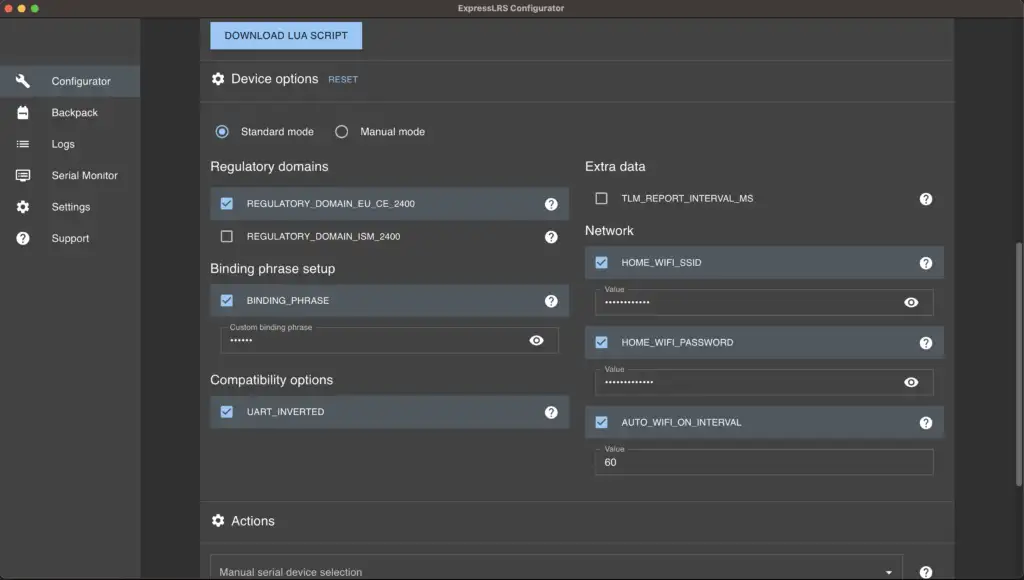 ExpressLRS Configurator
Configurator
Backpack
Logs
Serial Monitor
Settings
Support
DOWNLOAD LUA SCRIPT
Device options RESET
Standard mode Manual mode
Regulatory domains
REGULATORY_DOMAIN_EU_CE_2400
REGULATORY_DOMAIN_ISM_2400
Binding phrase setup
BINDING_PHRASE
Custom binding phrase
••••••
Compatibility options
UART_INVERTED
Extra data
TLM_REPORT_INTERVAL_MS
Network
HOME_WIFI_SSID
Value
••••••••••••
HOME_WIFI_PASSWORD
Value
•••••••••••••
AUTO_WIFI_ON_INTERVAL
Value
60
Actions
Manual serial device selection